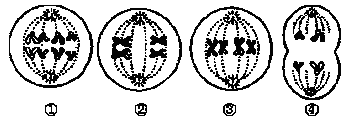 ① ② ③ ④